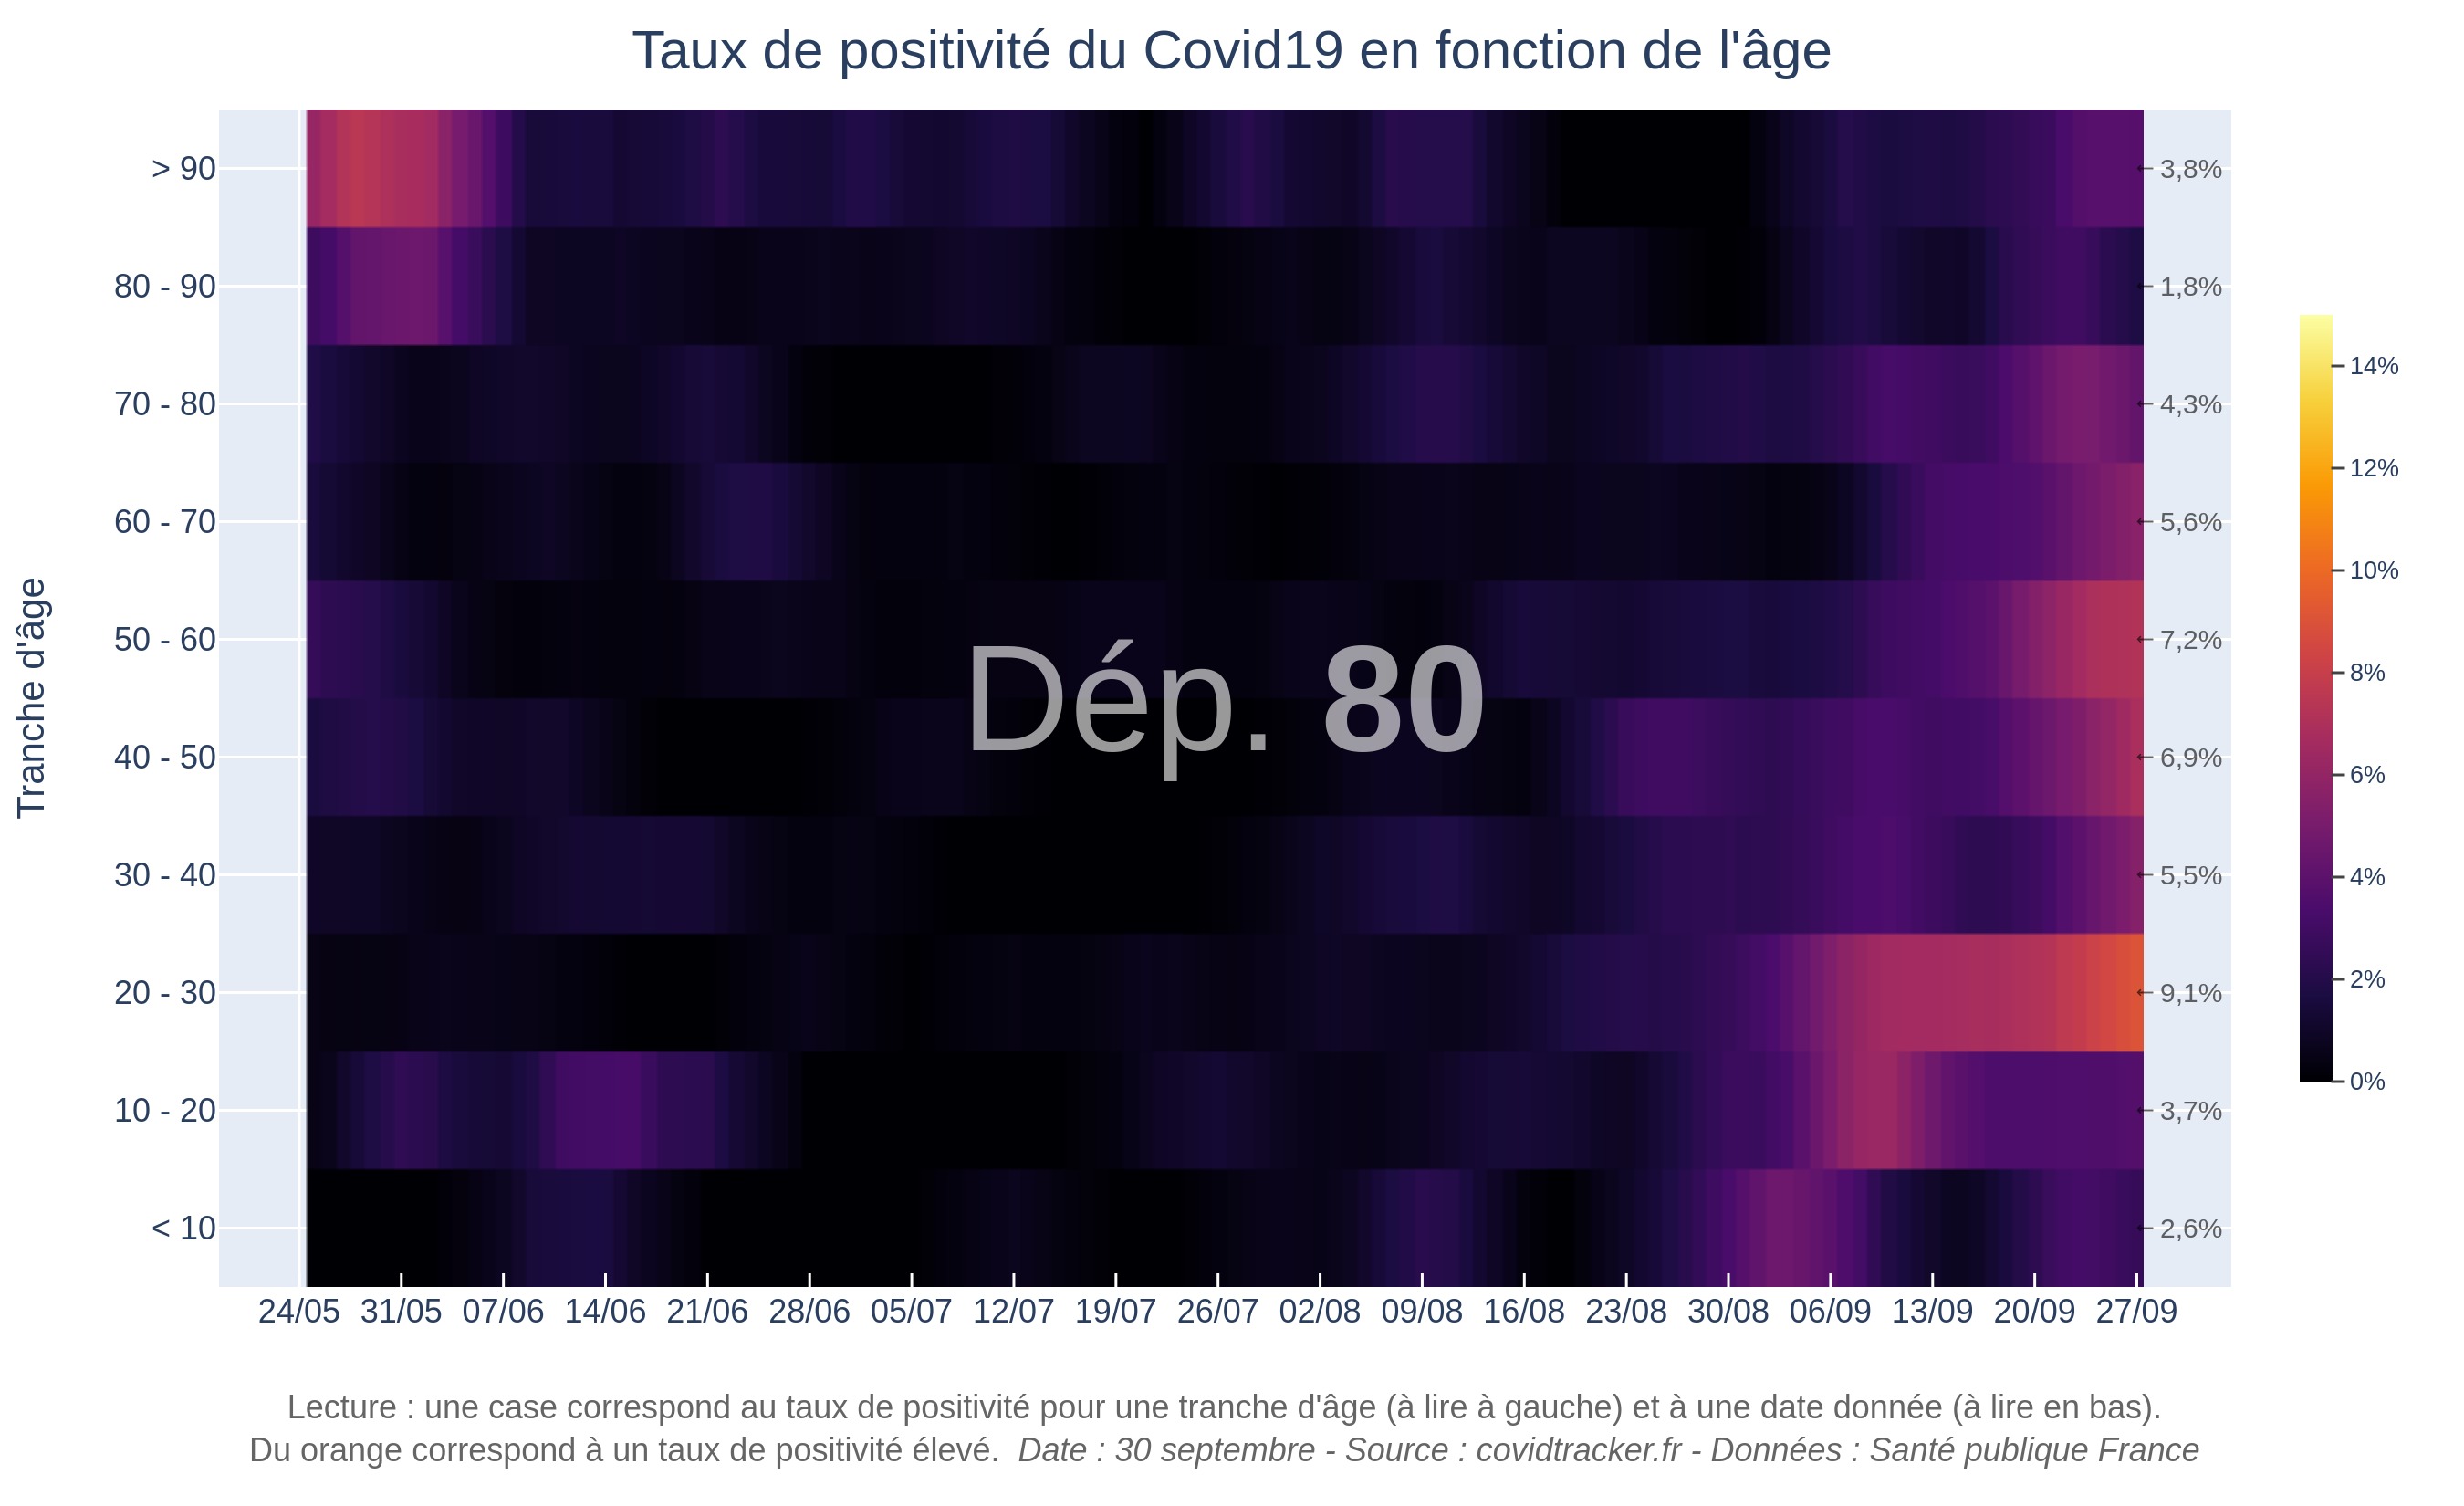 Taux de positivité du Covid19 en fonction de l'âge
Tranche d'âge
> 90
3,8%
80 - 90
1,8%
70 - 80
4,3%
60 - 70
5,6%
50 - 60
7,2%
40 - 50
6,9%
30 - 40
5,5%
20 - 30
9,1%
10 - 20
3,7%
< 10
2,6%
Dép. 80
14%
12%
10%
8%
6%
4%
2%
0%
24/05 31/05 07/06 14/06 21/06 28/06 05/07 12/07 19/07 26/07 02/08 09/08 16/08 23/08 30/08 06/09 13/09 20/09 27/09
Lecture : une case correspond au taux de positivité pour une tranche d'âge (à lire à gauche) et à une date donnée (à lire en bas).
Du orange correspond à un taux de positivité élevé. Date : 30 septembre - Source : covidtracker.fr - Données : Santé publique France